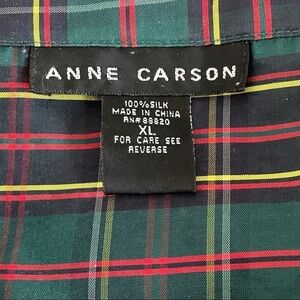 ANNE CARSON
100% SILK
MADE IN CHINA
RN# 88820
XL
FOR CARE SEE
REVERSE